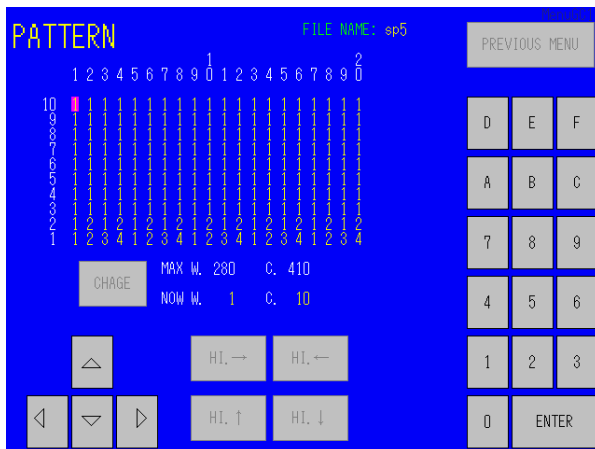 PATTERN
FILE NAME: sp5
PREVIOUS MENU
1 2
1 2 3 4 5 6 7 8 9 0 1 2 3 4 5 6 7 8 9 0
10 1 1 1 1 1 1 1 1 1 1 1 1 1 1 1 1 1 1 1 1
9 1 1 1 1 1 1 1 1 1 1 1 1 1 1 1 1 1 1 1 1
8 1 1 1 1 1 1 1 1 1 1 1 1 1 1 1 1 1 1 1 1
7 1 1 1 1 1 1 1 1 1 1 1 1 1 1 1 1 1 1 1 1
6 1 1 1 1 1 1 1 1 1 1 1 1 1 1 1 1 1 1 1 1
5 1 1 1 1 1 1 1 1 1 1 1 1 1 1 1 1 1 1 1 1
4 1 1 1 1 1 1 1 1 1 1 1 1 1 1 1 1 1 1 1 1
3 1 1 1 1 1 1 1 1 1 1 1 1 1 1 1 1 1 1 1 1
2 1 2 1 2 1 2 1 2 1 2 1 2 1 2 1 2 1 2 1 2
1 1 2 3 4 1 2 3 4 1 2 3 4 1 2 3 4 1 2 3 4
CHAGE
MAX W. 280 C. 410
NOW W. 1 C. 10
HI.→ HI.←
HI.↑ HI.↓
D E F
A B C
7 8 9
4 5 6
1 2 3
0 ENTER